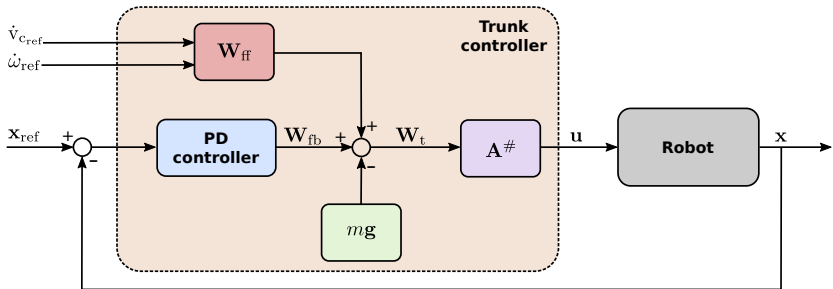 Trunk
controller
v̇_{c_ref}
ω̇_ref
W_ff
x_ref
+
-
PD
controller
W_fb
+
+
-
W_t
A^#
u
Robot
x
mg